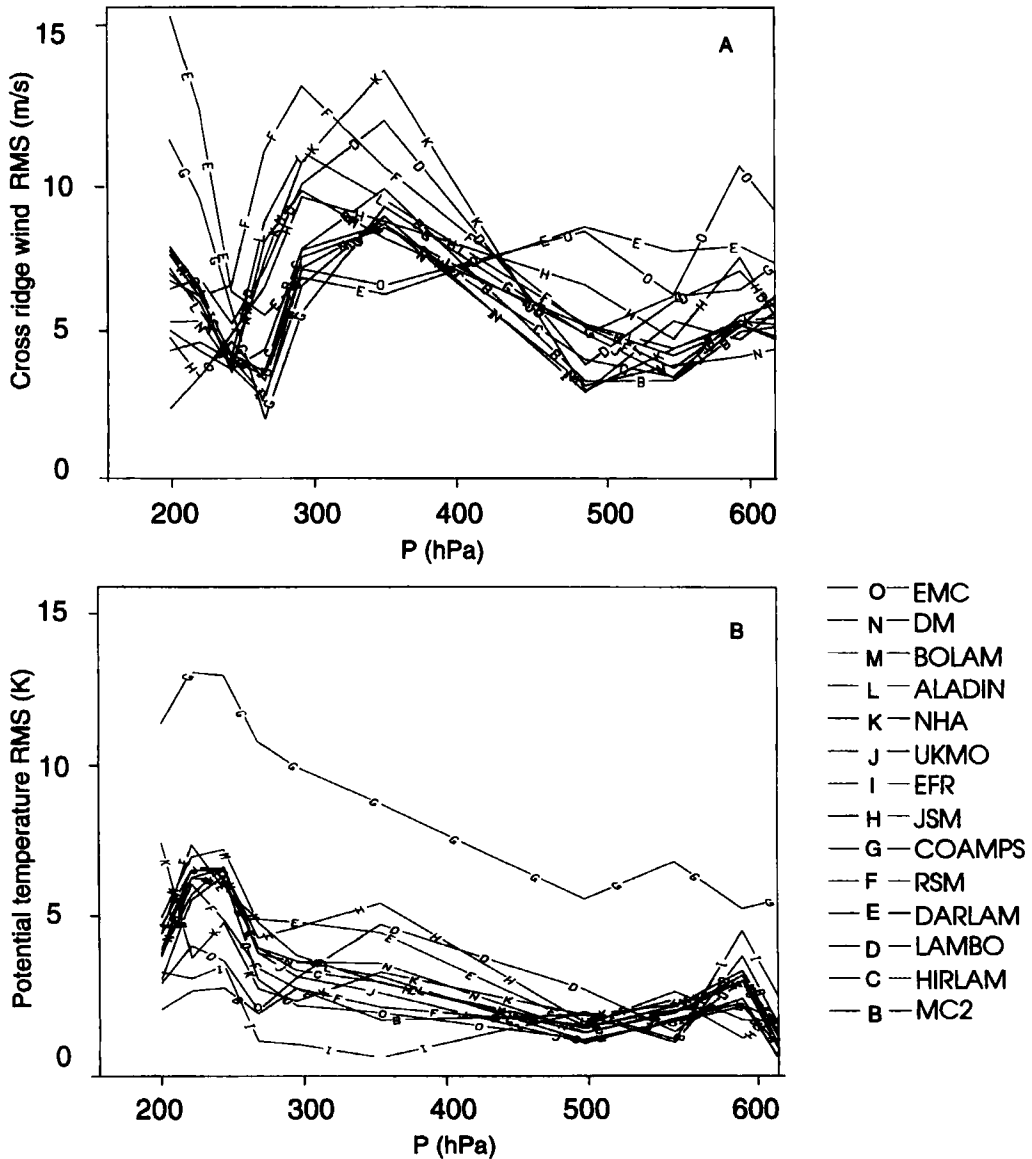 A
Cross ridge wind RMS (m/s)
15
10
5
0
200
300
400
500
600
P (hPa)
B
Potential temperature RMS (K)
15
10
5
0
200
300
400
500
600
P (hPa)
O EMC
N DM
M BOLAM
L ALADIN
K NHA
J UKMO
I EFR
H JSM
G COAMPS
F RSM
E DARLAM
D LAMBO
C HIRLAM
B MC2